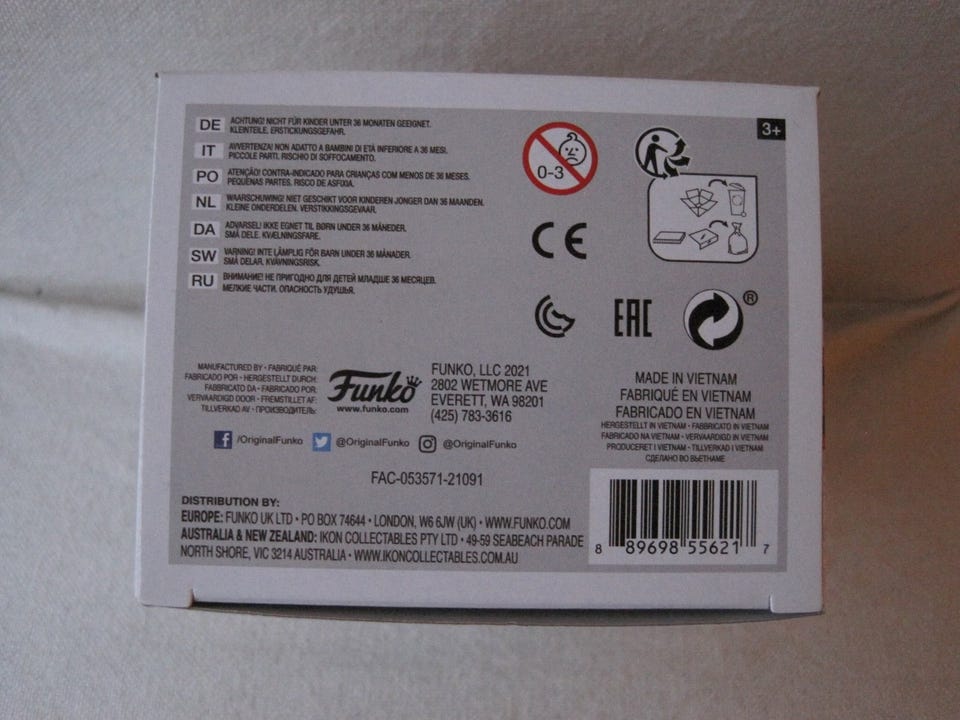 DE ACHTUNG! NICHT FÜR KINDER UNTER 36 MONATEN GEEIGNET.
KLEINTEILE, ERSTICKUNGSGEFAHR.
IT AVVERTENZA! NON ADATTO A BAMBINI DI ETÀ INFERIORE A 36 MESI.
PICCOLE PARTI. RISCHIO DI SOFFOCAMENTO.
PO ATENÇÃO! CONTRA-INDICADO PARA CRIANÇAS COM MENOS DE 36 MESES.
PEQUENAS PARTES. RISCO DE ASFIXIA.
NL WAARSCHUWING! NIET GESCHIKT VOOR KINDEREN JONGER DAN 36 MAANDEN.
KLEINE ONDERDELEN. VERSTIKKINGSGEVAAR.
DA ADVARSEL! IKKE EGNET TIL BØRN UNDER 36 MÅNEDER.
SMÅ DELE. KVÆLNINGSFARE.
SW VARNING! INTE LÄMPLIG FÖR BARN UNDER 36 MÅNADER.
SMÅ DELAR. KVÄVNINGSRISK.
RU ВНИМАНИЕ! НЕ ПРИГОДНО ДЛЯ ДЕТЕЙ МЛАДШЕ 36 МЕСЯЦЕВ.
МЕЛКИЕ ЧАСТИ. ОПАСНОСТЬ УДУШЬЯ.
0-3
3+
CE
EAC
®
MANUFACTURED BY • FABRIQUÉ PAR:
FABRICADO POR • HERGESTELLT DURCH:
FABBRICATO DA • FABRICADO POR:
VERVAARDIGD DOOR • FREMSTILLET AF:
TILLVERKAD AV • ПРОИЗВОДИТЕЛЬ:
Funko
www.funko.com
FUNKO, LLC 2021
2802 WETMORE AVE
EVERETT, WA 98201
(425) 783-3616
/OriginalFunko @OriginalFunko @OriginalFunko
FAC-053571-21091
MADE IN VIETNAM
FABRIQUÉ EN VIETNAM
FABRICADO EN VIETNAM
HERGESTELLT IN VIETNAM • FABBRICATO IN VIETNAM
FABRICADO NA VIETNAM • VERVAARDIGD IN VIETNAM
PRODUCERET I VIETNAM • TILLVERKAD I VIETNAM
СДЕЛАНО ВО ВЬЕТНАМЕ
DISTRIBUTION BY:
EUROPE: FUNKO UK LTD • PO BOX 74644 • LONDON, W6 6JW (UK) • WWW.FUNKO.COM
AUSTRALIA & NEW ZEALAND: IKON COLLECTABLES PTY LTD • 49-59 SEABEACH PARADE
NORTH SHORE, VIC 3214 AUSTRALIA • WWW.IKONCOLLECTABLES.COM.AU
8 89698 55621 7